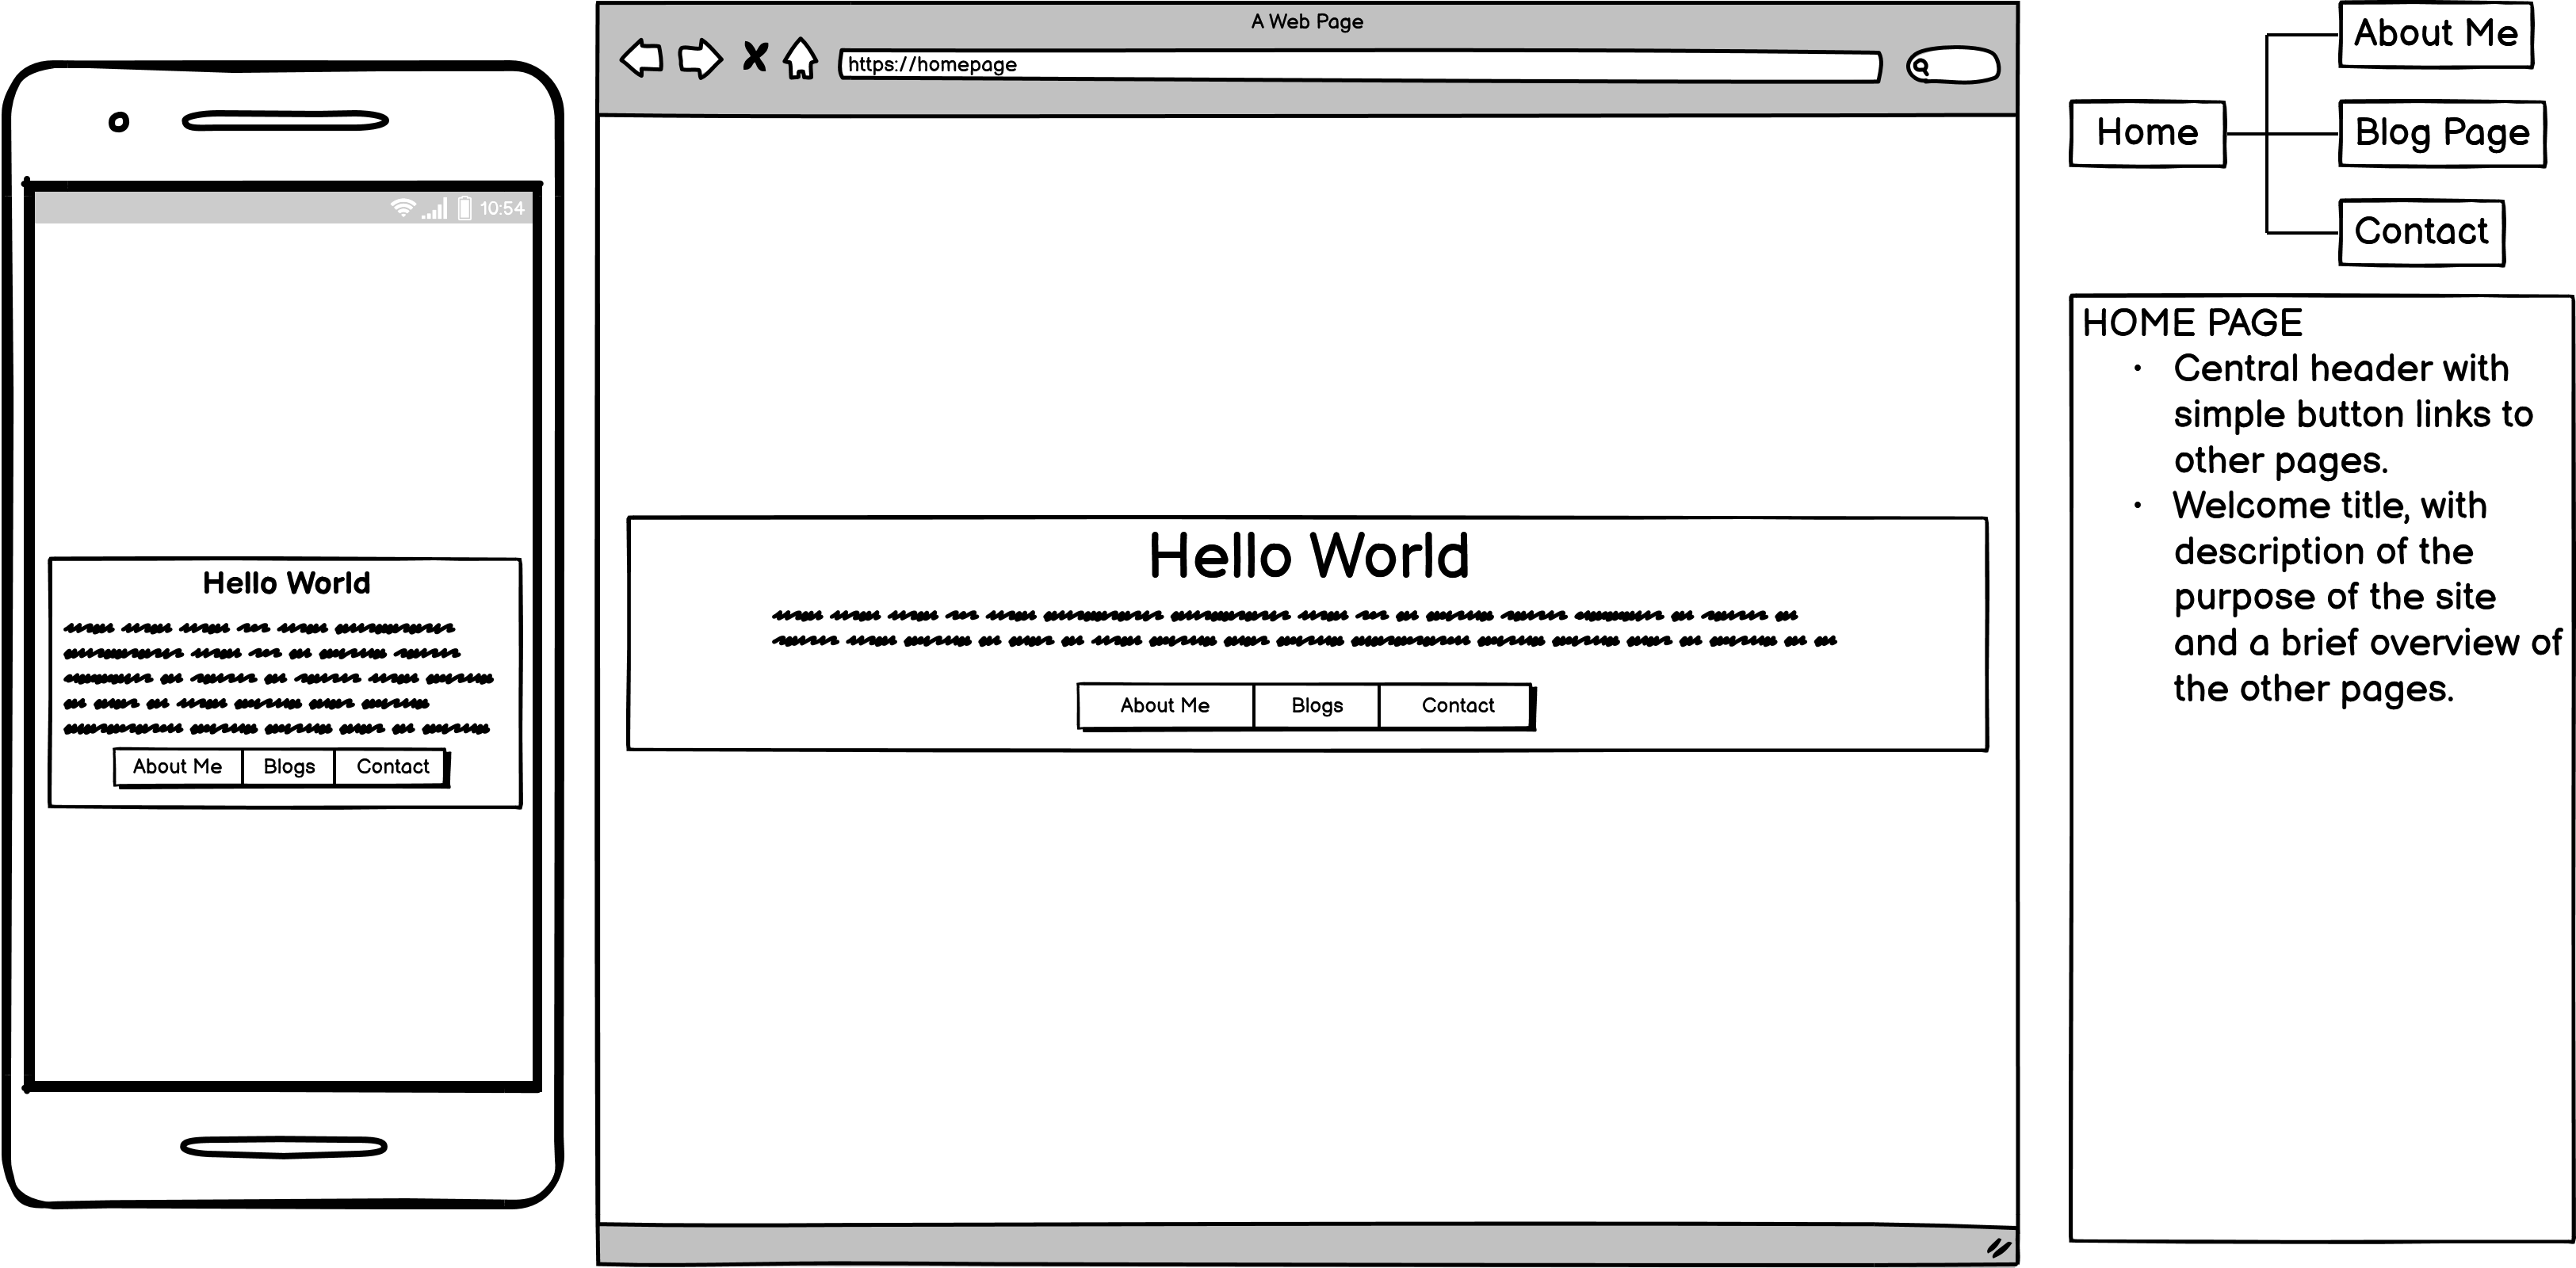 10:54
Hello World
About Me Blogs Contact
A Web Page
https://homepage
Hello World
About Me Blogs Contact
About Me
Home
Blog Page
Contact
HOME PAGE
• Central header with
simple button links to
other pages.
• Welcome title, with
description of the
purpose of the site
and a brief overview of
the other pages.